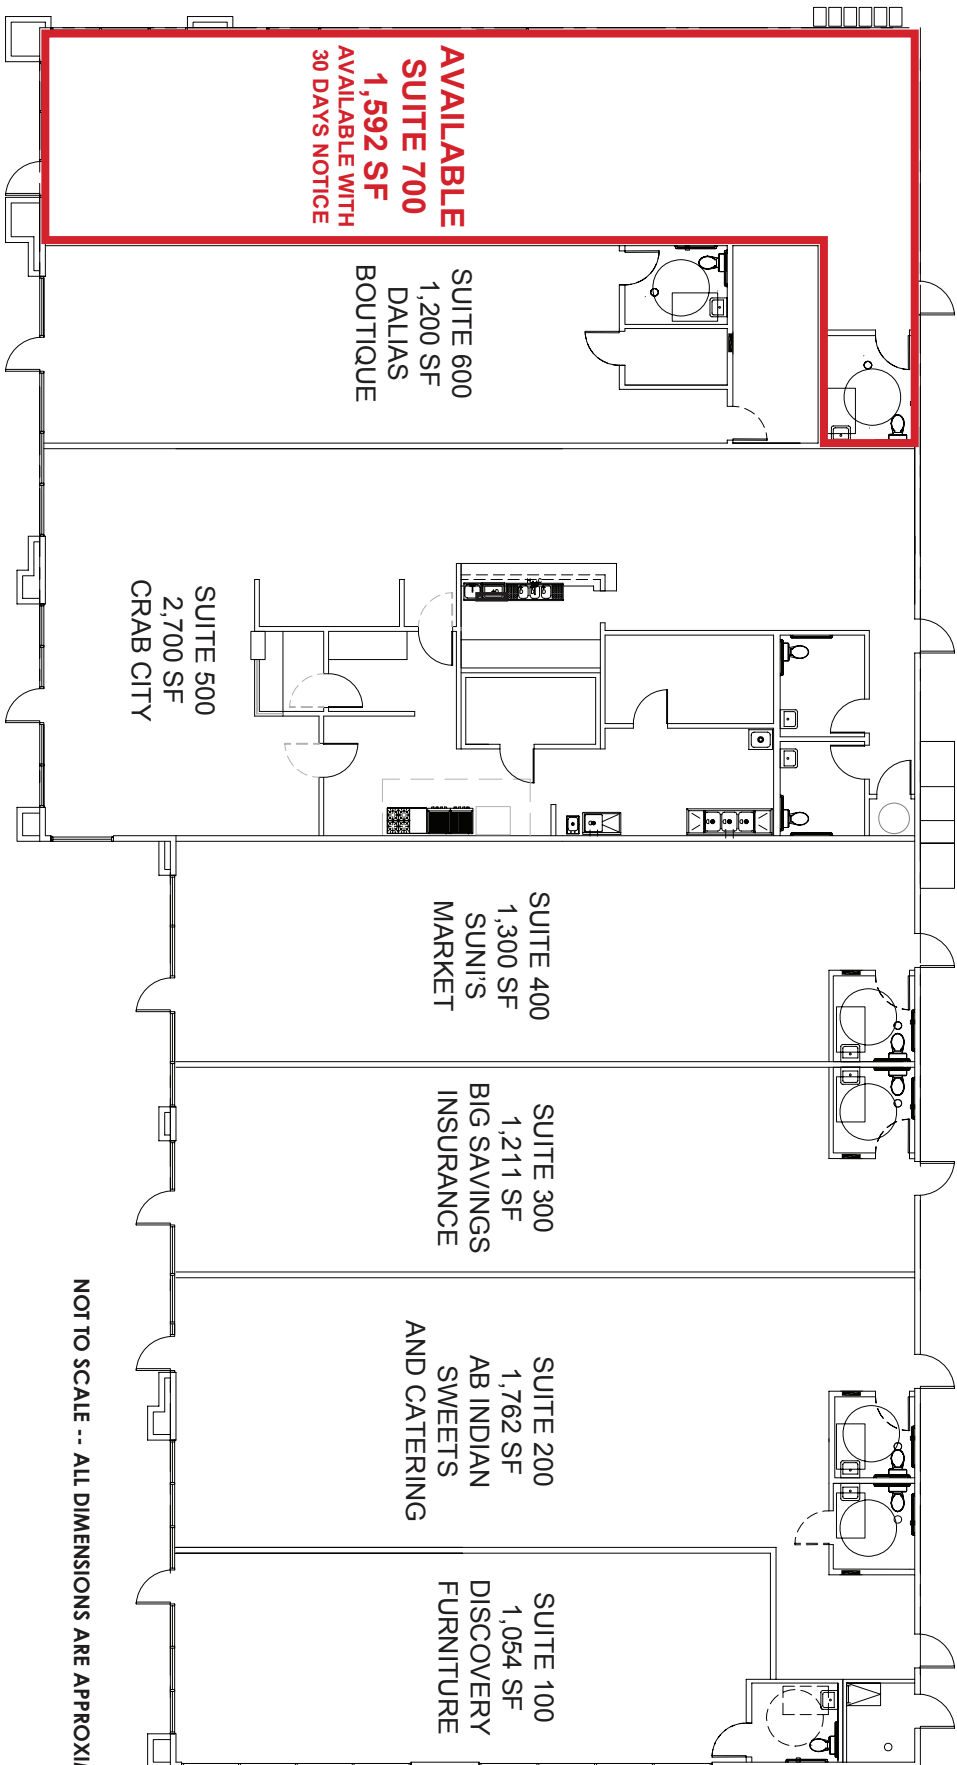 AVAILABLE
SUITE 700
1,592 SF
AVAILABLE WITH
30 DAYS NOTICE
SUITE 600
1,200 SF
DALIAS
BOUTIQUE
SUITE 500
2,700 SF
CRAB CITY
SUITE 400
1,300 SF
SUNI'S
MARKET
SUITE 300
1,211 SF
BIG SAVINGS
INSURANCE
SUITE 200
1,762 SF
AB INDIAN
SWEETS
AND CATERING
SUITE 100
1,054 SF
DISCOVERY
FURNITURE
NOT TO SCALE -- ALL DIMENSIONS ARE